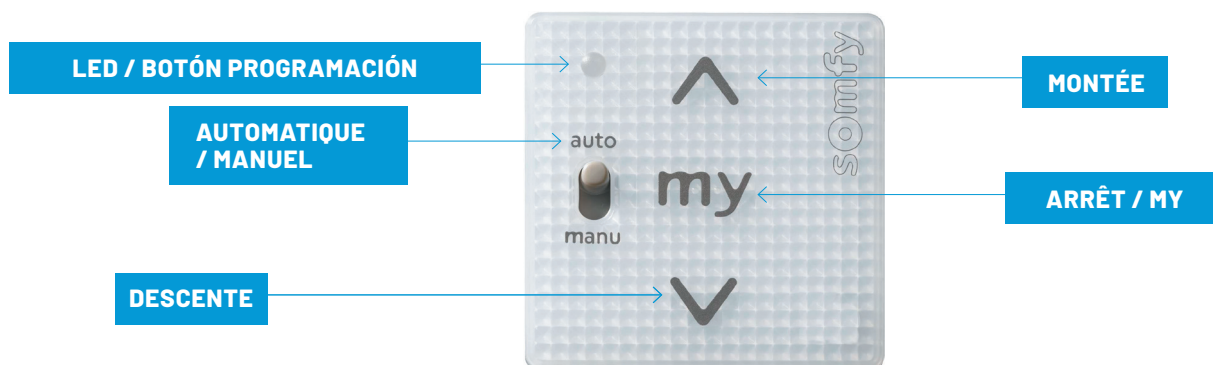 LED / BOTÓN PROGRAMACIÓN
MONTÉE
AUTOMATIQUE
/ MANUEL
auto
manu
my
somfy
ARRÊT / MY
DESCENTE